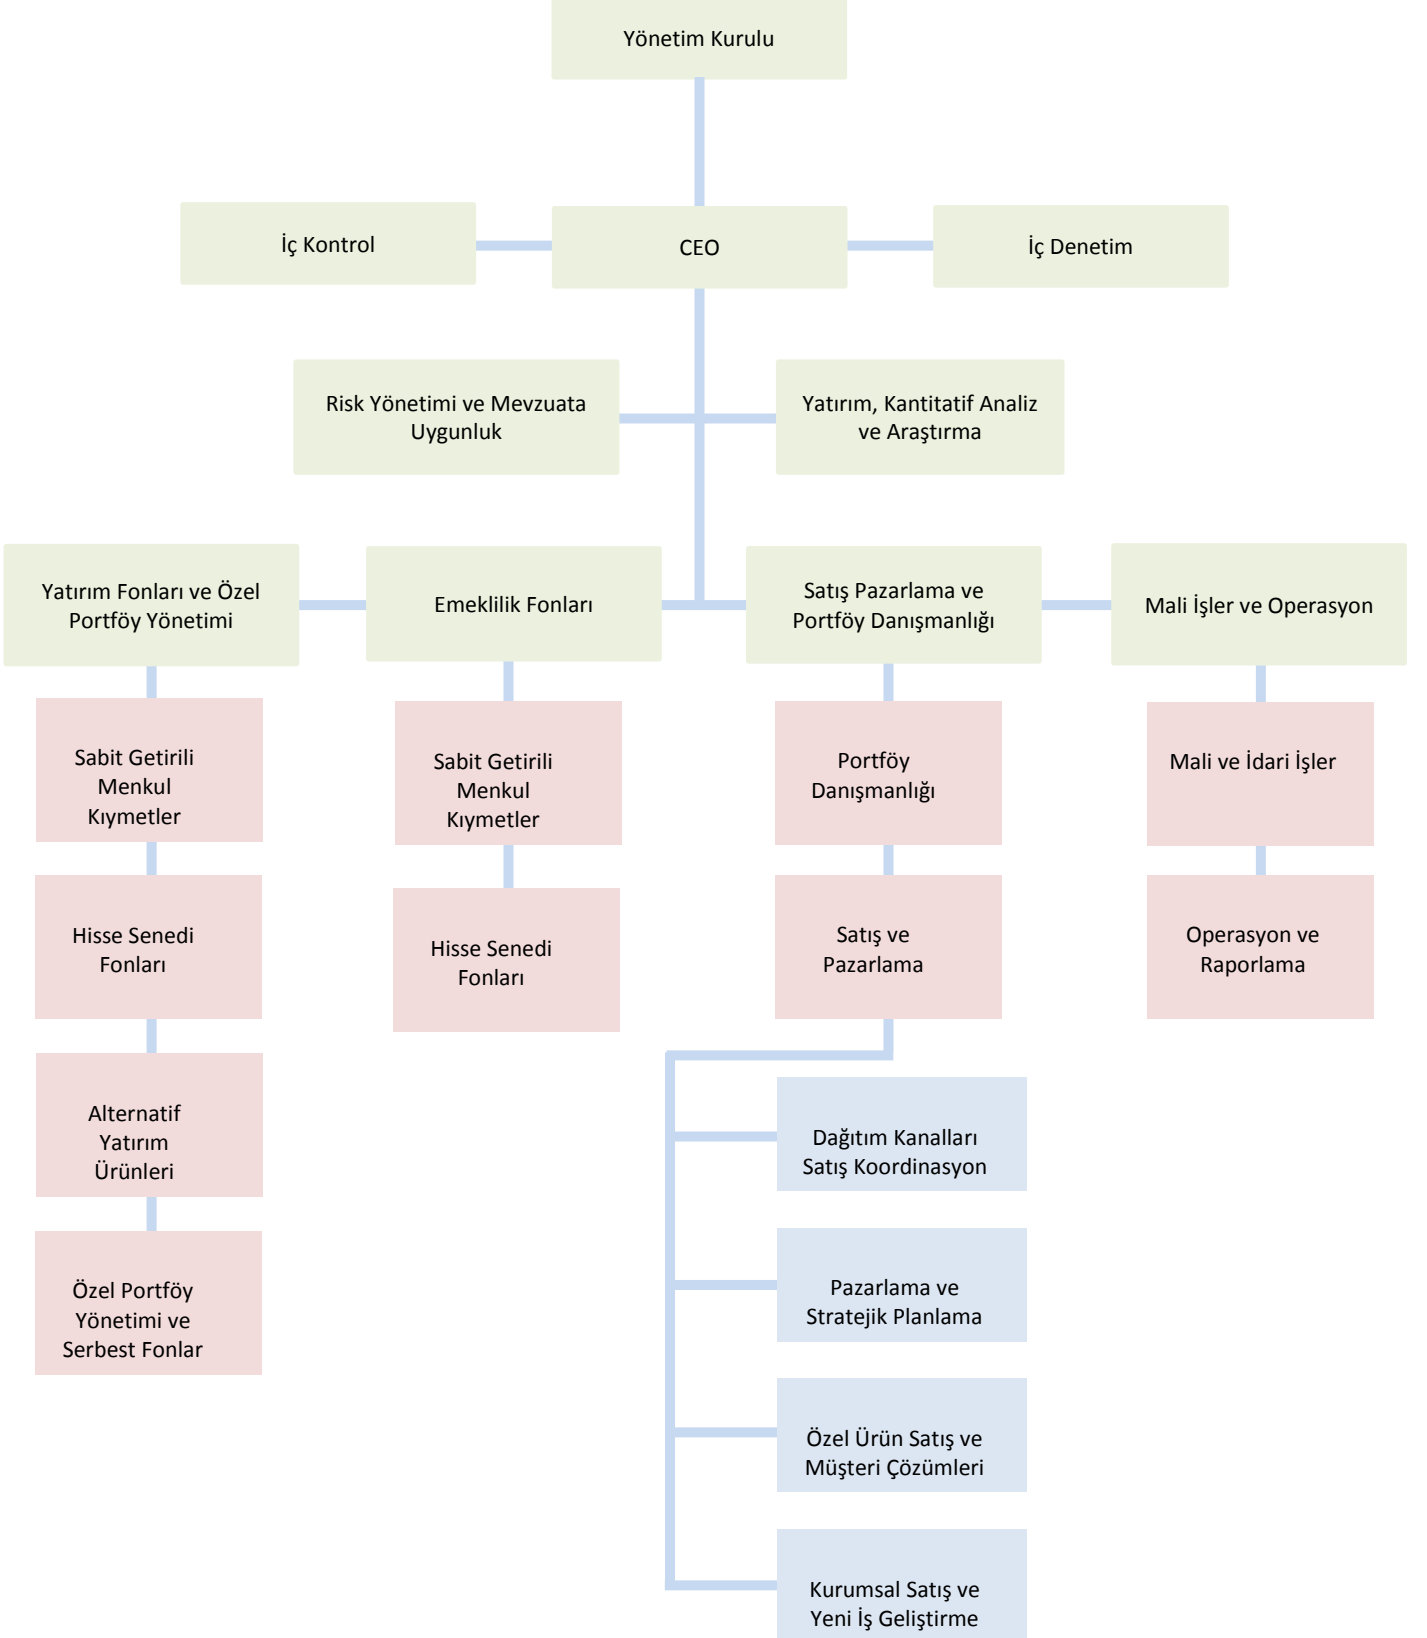 Yönetim Kurulu
İç Kontrol
CEO
İç Denetim
Risk Yönetimi ve Mevzuata
Uygunluk
Yatırım, Kantitatif Analiz
ve Araştırma
Yatırım Fonları ve Özel
Portföy Yönetimi
Emeklilik Fonları
Satış Pazarlama ve
Portföy Danışmanlığı
Mali İşler ve Operasyon
Sabit Getirili
Menkul
Kıymetler
Sabit Getirili
Menkul
Kıymetler
Portföy
Danışmanlığı
Mali ve İdari İşler
Hisse Senedi
Fonları
Hisse Senedi
Fonları
Satış ve
Pazarlama
Operasyon ve
Raporlama
Alternatif
Yatırım
Ürünleri
Dağıtım Kanalları
Satış Koordinasyon
Özel Portföy
Yönetimi ve
Serbest Fonlar
Pazarlama ve
Stratejik Planlama
Özel Ürün Satış ve
Müşteri Çözümleri
Kurumsal Satış ve
Yeni İş Geliştirme